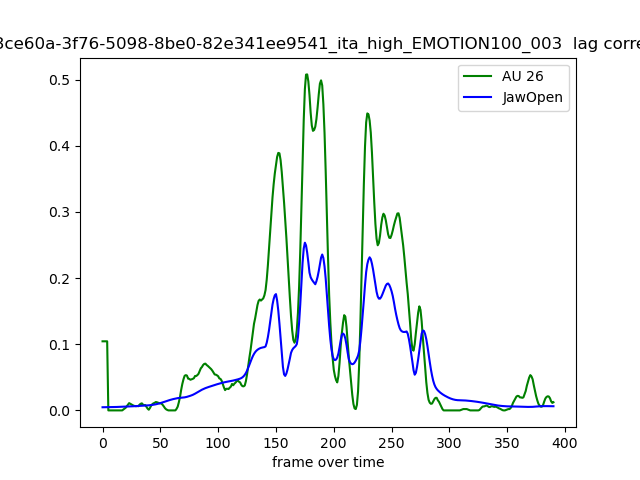 3ce60a-3f76-5098-8be0-82e341ee9541_ita_high_EMOTION100_003 lag corre
AU 26
JawOpen
0.5
0.4
0.3
0.2
0.1
0.0
0 50 100 150 200 250 300 350 400
frame over time